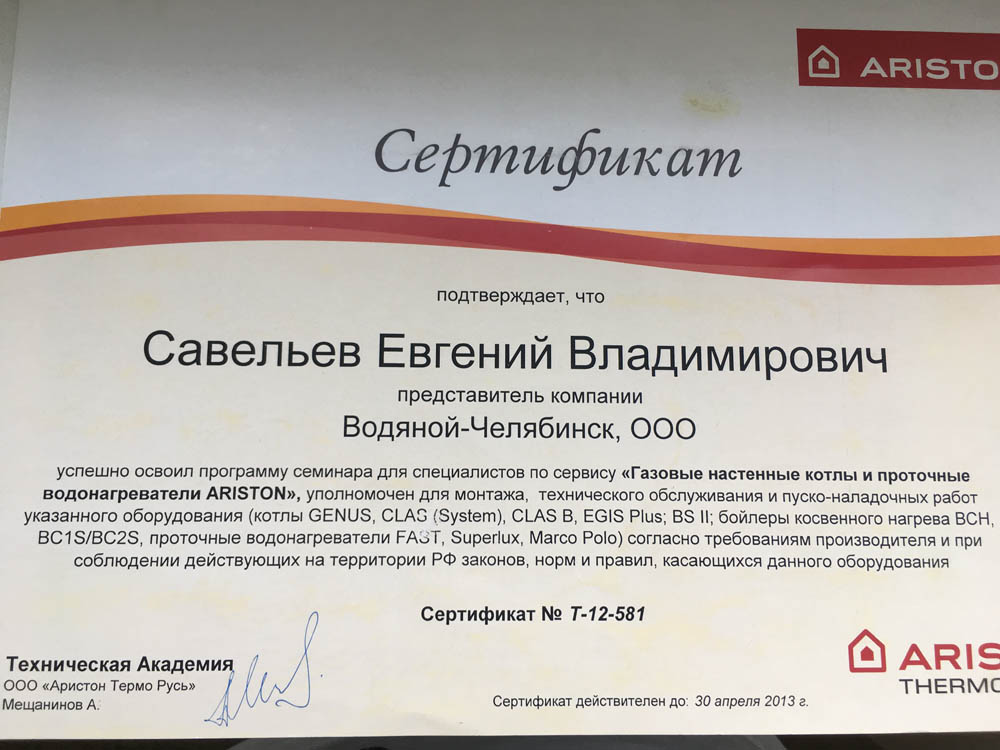 ARISTO
Сертификат
подтверждает, что
Савельев Евгений Владимирович
представитель компании
Водяной-Челябинск, ООО
успешно освоил программу семинара для специалистов по сервису «Газовые настенные котлы и проточные
водонагреватели ARISTON», уполномочен для монтажа, технического обслуживания и пуско-наладочных работ
указанного оборудования (котлы GENUS, CLAS (System), CLAS B, EGIS Plus; BS II; бойлеры косвенного нагрева BCH,
BC1S/BC2S, проточные водонагреватели FAST, Superlux, Marco Polo) согласно требованиям производителя и при
соблюдении действующих на территории РФ законов, норм и правил, касающихся данного оборудования
Сертификат № Т-12-581
Техническая Академия
ООО «Аристон Термо Русь»
Мещанинов А.
Сертификат действителен до: 30 апреля 2013 г.
ARIS
THERMO